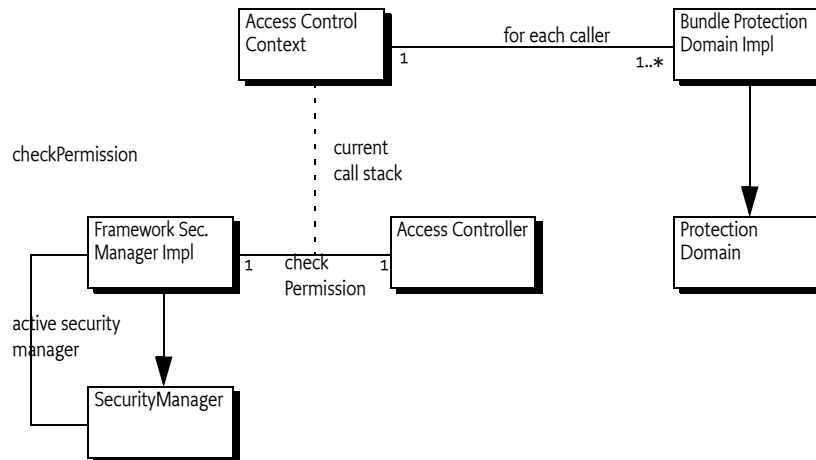 Access Control
Context
for each caller
Bundle Protection
Domain Impl
1
1..*
checkPermission
current
call stack
Framework Sec.
Manager Impl
Access Controller
Protection
Domain
1
check
Permission
1
active security
manager
SecurityManager